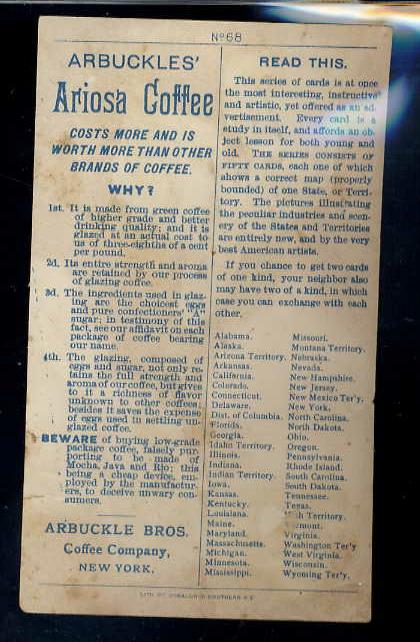 No 68
ARBUCKLES'
Ariosa Coffee
COSTS MORE AND IS
WORTH MORE THAN OTHER
BRANDS OF COFFEE.
WHY?
1st. It is made from green coffee
of higher grade and better
drinking quality; and it is
glazed at an actual cost to
us of three-eighths of a cent
per pound.
2d. Its entire strength and aroma
are retained by our process
of glazing coffee.
3d. The ingredients used in glaz-
ing are the choicest eggs
and pure confectioners' "A"
sugar; in testimony of this
fact, see our affidavit on each
package of coffee bearing
our name.
4th. The glazing, composed of
eggs and sugar, not only re-
tains the full strength and
aroma of our coffee, but gives
to it a richness of flavor
unknown to other coffees;
besides it saves the expense
of eggs used in settling un-
glazed coffee.
BEWARE of buying low-grade
package coffee, falsely pur-
porting to be made of
Mocha, Java and Rio; this
being a cheap device, em-
ployed by the manufactur-
ers, to deceive unwary con-
sumers.
ARBUCKLE BROS.
Coffee Company,
NEW YORK.
READ THIS.
This series of cards is at once
the most interesting, instructive
and artistic, yet offered as an ad-
vertisement. Every card is a
study in itself, and affords an ob-
ject lesson for both young and
old. THE SERIES CONSISTS OF
FIFTY CARDS, each one of which
shows a correct map (properly
bounded) of one State, or Terri-
tory. The pictures illustrating
the peculiar industries and scen-
ery of the States and Territories
are entirely new, and by the very
best American artists.
If you chance to get two cards
of one kind, your neighbor also
may have two of a kind, in which
case you can exchange with each
other.
Alabama.
Alaska.
Arizona Territory.
Arkansas.
California.
Colorado.
Connecticut.
Delaware.
Dist. of Columbia.
Florida.
Georgia.
Idaho Territory.
Illinois.
Indiana.
Indian Territory.
Iowa.
Kansas.
Kentucky.
Louisiana.
Maine.
Maryland.
Massachusetts.
Michigan.
Minnesota.
Mississippi.
Missouri.
Montana Territory.
Nebraska.
Nevada.
New Hampshire.
New Jersey.
New Mexico Ter'y.
New York.
North Carolina.
North Dakota.
Ohio.
Oregon.
Pennsylvania.
Rhode Island.
South Carolina.
South Dakota.
Tennessee.
Texas.
Territory.
Virginia.
Washington Ter'y
West Virginia.
Wisconsin.
Wyoming Ter'y.
LITH. BY DONALDSON BROTHERS N.Y.